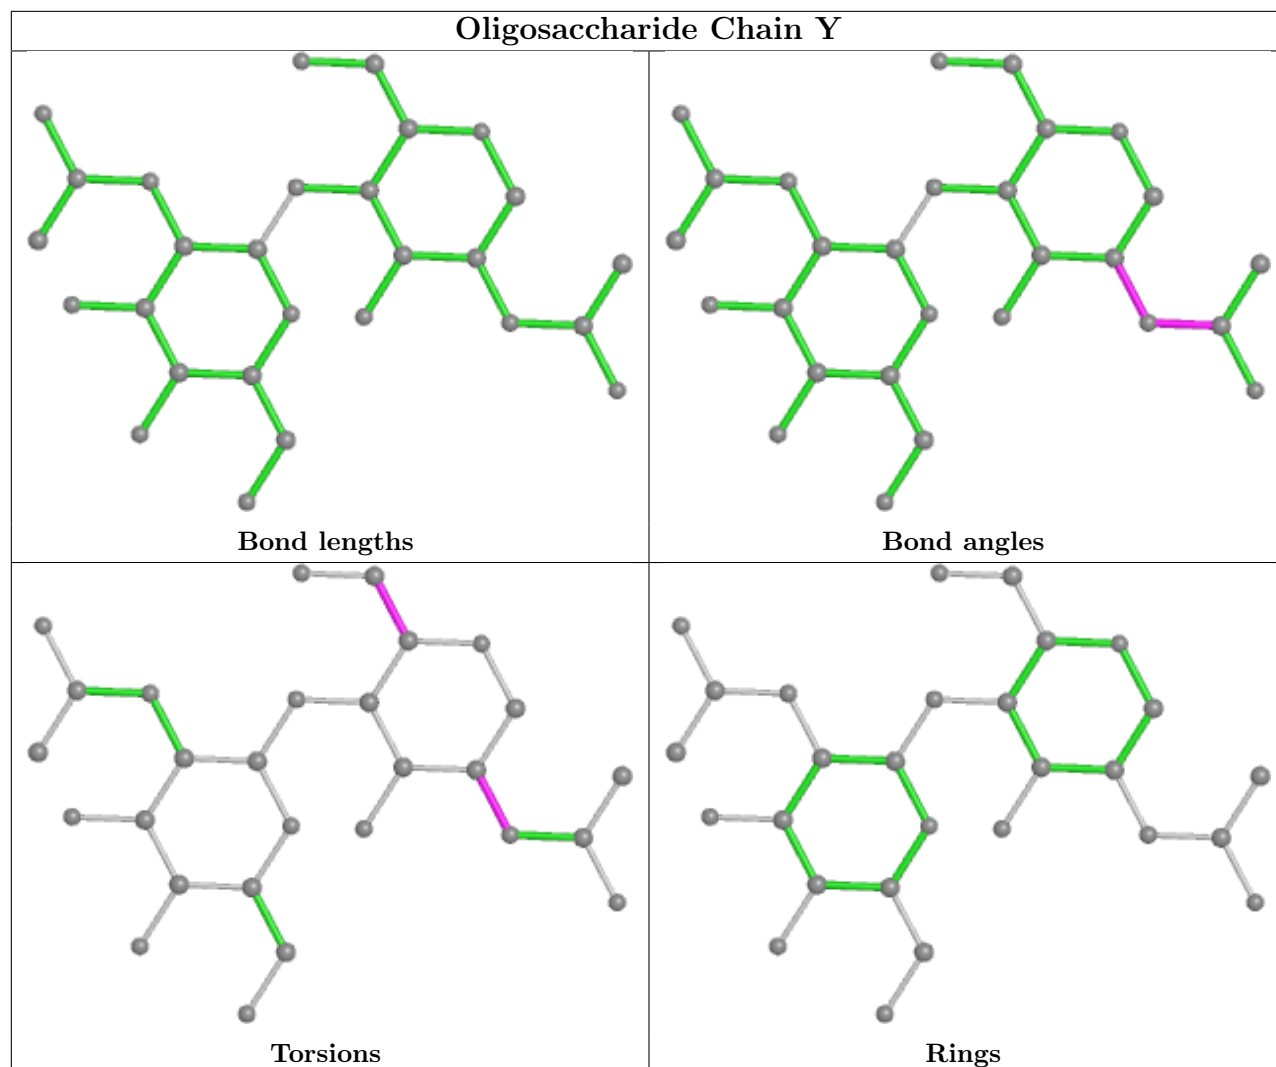 Oligosaccharide Chain Y
Bond lengths
Bond angles
Torsions
Rings